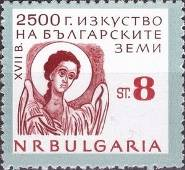 2500 Г. ИЗКУСТВО
НА БЪЛГАРСКИТЕ
ЗЕМИ
XVII В.
ST. 8
NR BULGARIA